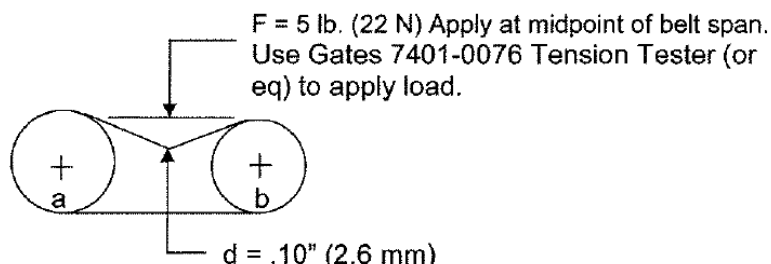 F = 5 lb. (22 N) Apply at midpoint of belt span.
Use Gates 7401-0076 Tension Tester (or
eq) to apply load.
a
b
d = .10" (2.6 mm)